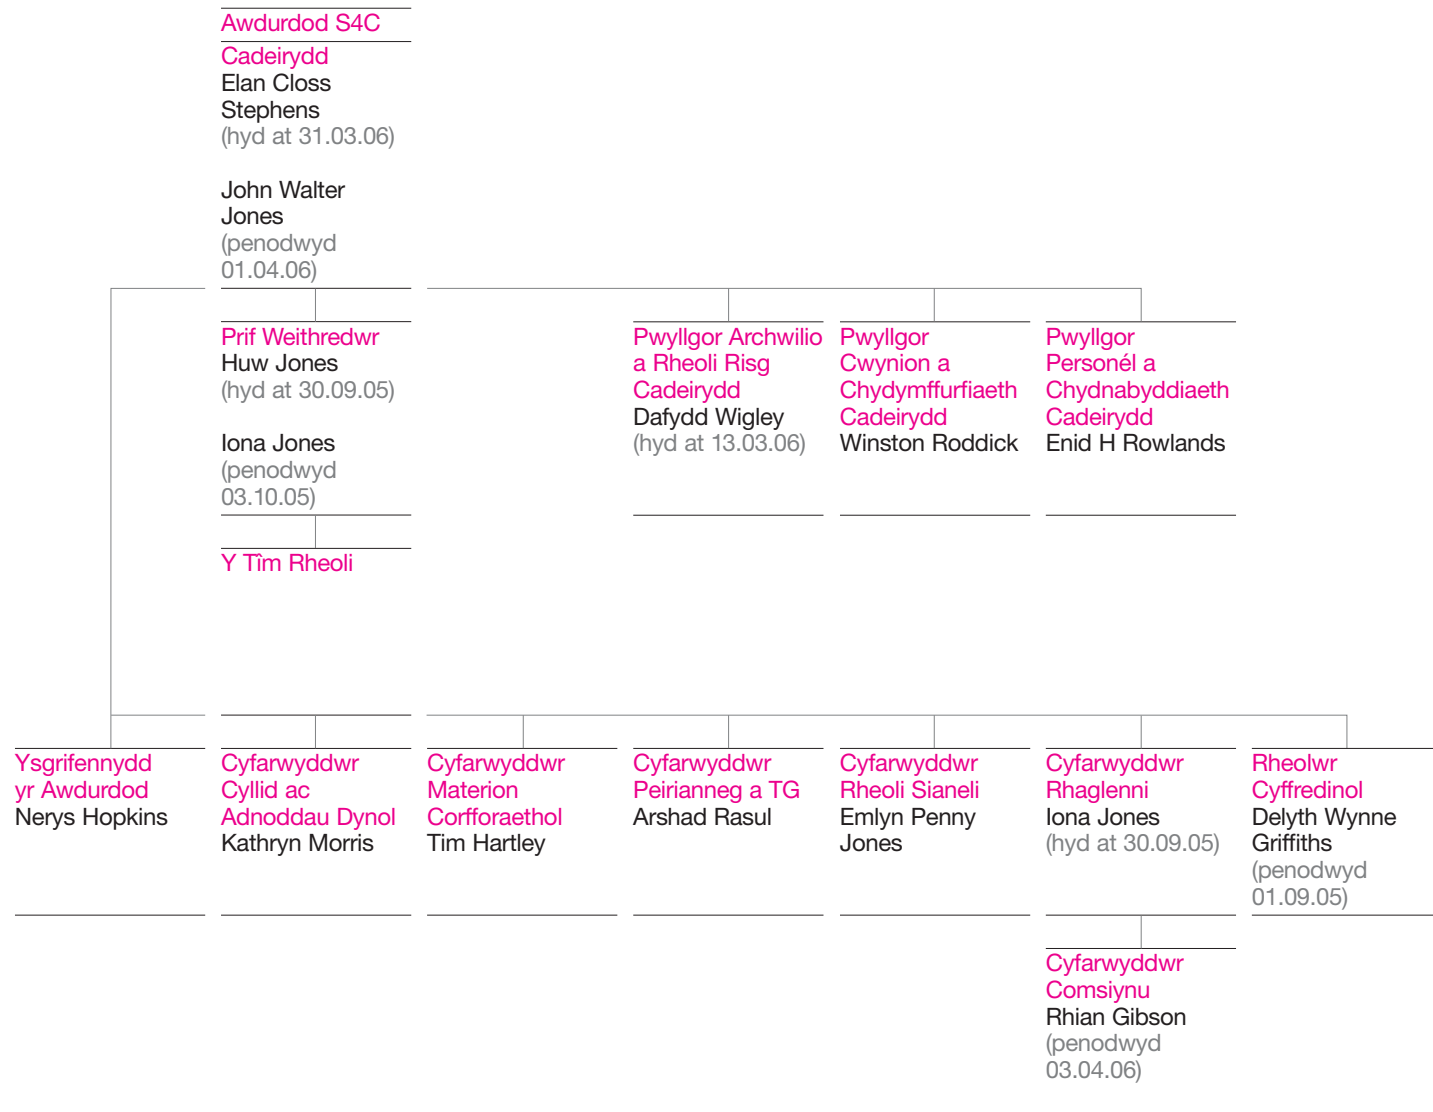 Awdurdod S4C
Cadeirydd
Elan Closs
Stephens
(hyd at 31.03.06)
John Walter
Jones
(penodwyd
01.04.06)
Prif Weithredwr
Huw Jones
(hyd at 30.09.05)
Iona Jones
(penodwyd
03.10.05)
Pwyllgor Archwilio
a Rheoli Risg
Cadeirydd
Dafydd Wigley
(hyd at 13.03.06)
Pwyllgor
Cwynion a
Chydymffurfiaeth
Cadeirydd
Winston Roddick
Pwyllgor
Personél a
Chydnabyddiaeth
Cadeirydd
Enid H Rowlands
Y Tîm Rheoli
Ysgrifennydd
yr Awdurdod
Nerys Hopkins
Cyfarwyddwr
Cyllid ac
Adnoddau Dynol
Kathryn Morris
Cyfarwyddwr
Materion
Corfforaethol
Tim Hartley
Cyfarwyddwr
Peirianneg a TG
Arshad Rasul
Cyfarwyddwr
Rheoli Sianeli
Emlyn Penny
Jones
Cyfarwyddwr
Rhaglenni
Iona Jones
(hyd at 30.09.05)
Rheolwr
Cyffredinol
Delyth Wynne
Griffiths
(penodwyd
01.09.05)
Cyfarwyddwr
Comsiynu
Rhian Gibson
(penodwyd
03.04.06)